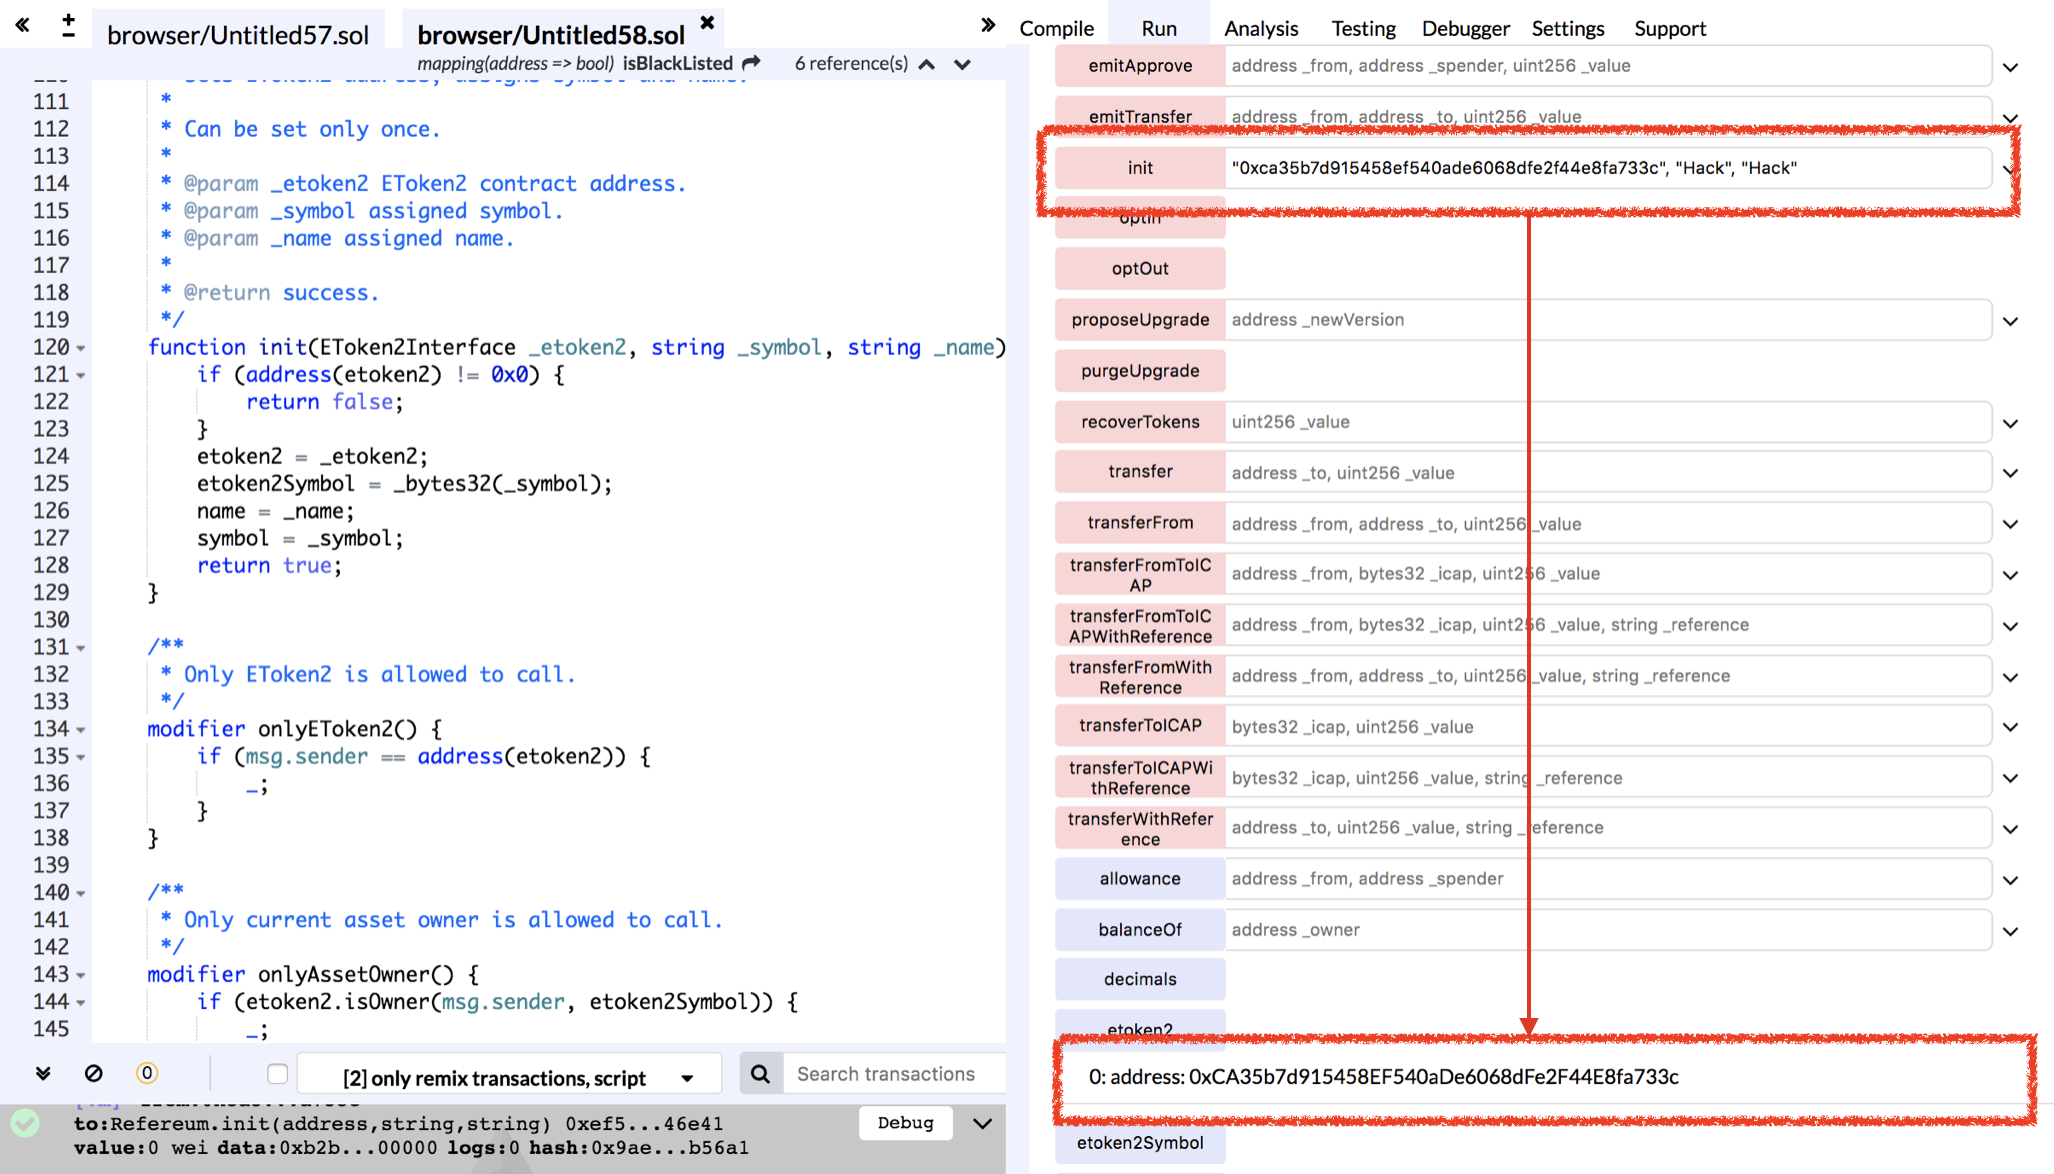 browser/Untitled57.sol
browser/Untitled58.sol
mapping(address => bool) isBlackListed
6 reference(s)
111 *
112 * Can be set only once.
113 *
114 * @param _etoken2 EToken2 contract address.
115 * @param _symbol assigned symbol.
116 * @param _name assigned name.
117 *
118 * @return success.
119 */
120 function init(EToken2Interface _etoken2, string _symbol, string _name)
121 if (address(etoken2) != 0x0) {
122 return false;
123 }
124 etoken2 = _etoken2;
125 etoken2Symbol = _bytes32(_symbol);
126 name = _name;
127 symbol = _symbol;
128 return true;
129 }
130
131 /**
132 * Only EToken2 is allowed to call.
133 */
134 modifier onlyEToken2() {
135 if (msg.sender == address(etoken2)) {
136 _;
137 }
138 }
139
140 /**
141 * Only current asset owner is allowed to call.
142 */
143 modifier onlyAssetOwner() {
144 if (etoken2.isOwner(msg.sender, etoken2Symbol)) {
145 _;
0
[2] only remix transactions, script
Search transactions
to:Refereum.init(address,string,string) 0xef5...46e41
value:0 wei data:0xb2b...00000 logs:0 hash:0x9ae...b56a1
Debug
Compile Run Analysis Testing Debugger Settings Support
emitApprove address _from, address _spender, uint256 _value
emitTransfer address _from, address _to, uint256 _value
init "0xca35b7d915458ef540ade6068dfe2f44e8fa733c", "Hack", "Hack"
optIn
optOut
proposeUpgrade address _newVersion
purgeUpgrade
recoverTokens uint256 _value
transfer address _to, uint256 _value
transferFrom address _from, address _to, uint256 _value
transferFromToIC
AP
address _from, bytes32 _icap, uint256 _value
transferFromToIC
APWithReference
address _from, bytes32 _icap, uint256 _value, string _reference
transferFromWith
Reference
address _from, address _to, uint256 _value, string _reference
transferToICAP bytes32 _icap, uint256 _value
transferToICAPWi
thReference
bytes32 _icap, uint256 _value, string _reference
transferWithRefer
ence
address _to, uint256 _value, string _reference
allowance address _from, address _spender
balanceOf address _owner
decimals
etoken2
0: address: 0xCA35b7d915458EF540aDe6068dFe2F44E8fa733c
etoken2Symbol